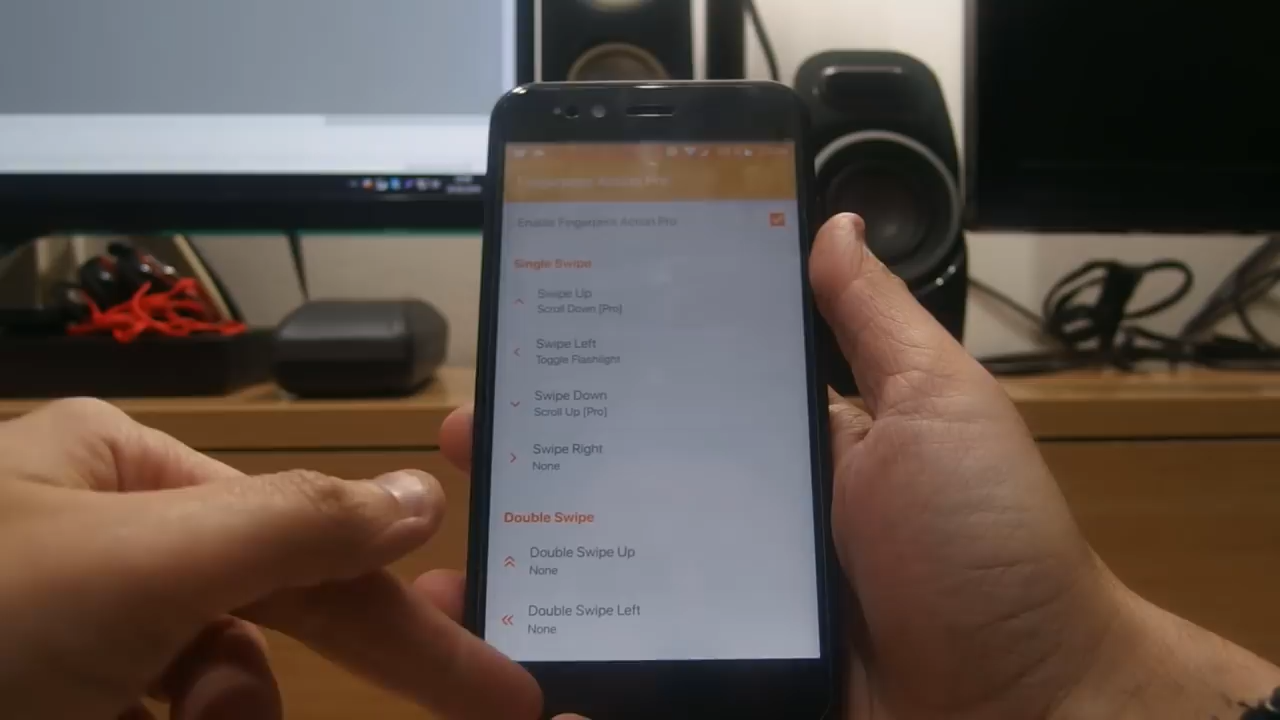 Enable Fingerprint Action Pro
Single Swipe
Swipe Up
Scroll Down [Pro]
Swipe Left
Toggle Flashlight
Swipe Down
Scroll Up [Pro]
Swipe Right
None
Double Swipe
Double Swipe Up
None
Double Swipe Left
None